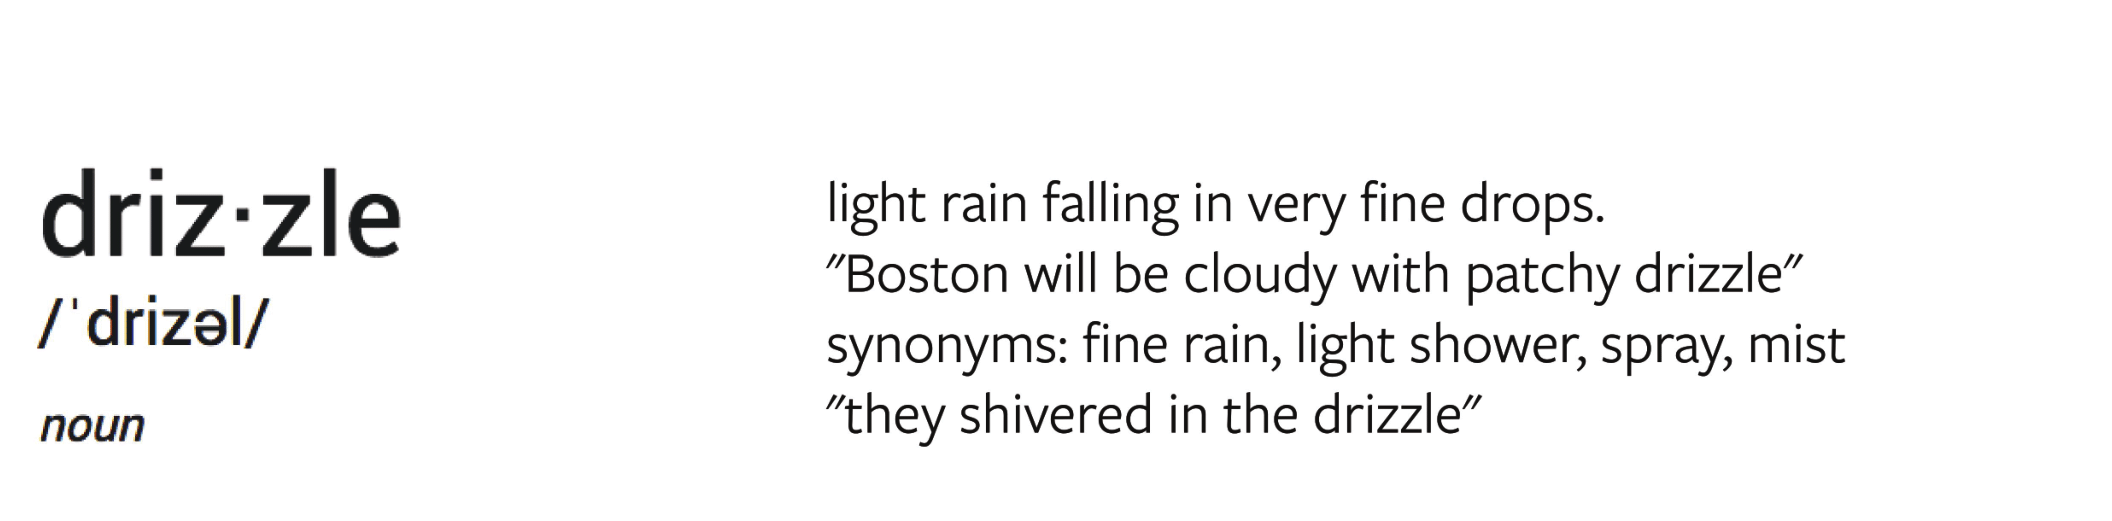 driz·zle
/ˈdrizəl/
noun
light rain falling in very fine drops.
"Boston will be cloudy with patchy drizzle"
synonyms: fine rain, light shower, spray, mist
"they shivered in the drizzle"